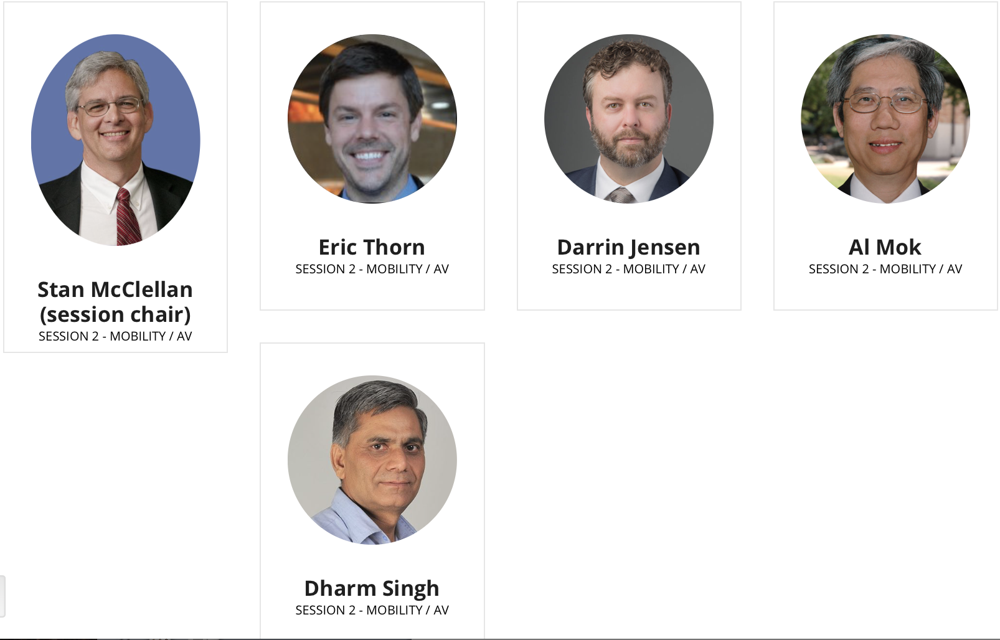 Stan McClellan
(session chair)
SESSION 2 - MOBILITY / AV
Eric Thorn
SESSION 2 - MOBILITY / AV
Darrin Jensen
SESSION 2 - MOBILITY / AV
Al Mok
SESSION 2 - MOBILITY / AV
Dharm Singh
SESSION 2 - MOBILITY / AV